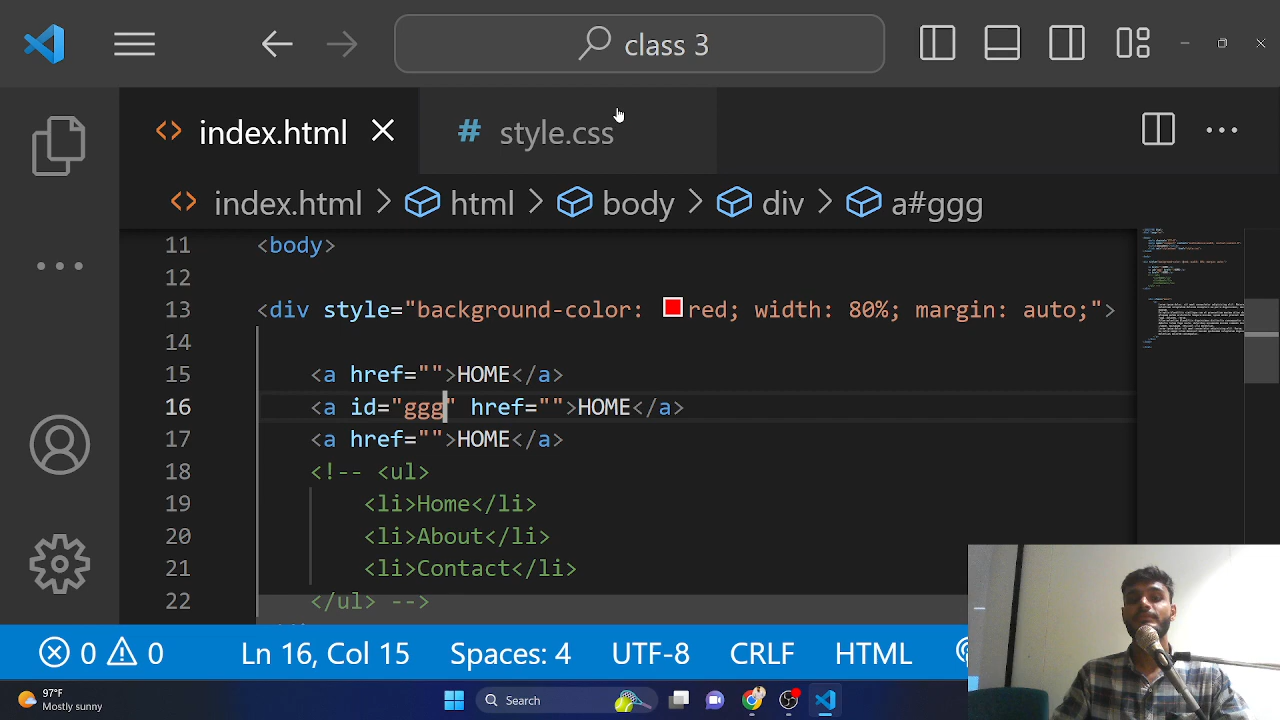 class 3
index.html
# style.css
index.html > html > body > div > a#ggg
11 <body>
12
13 <div style="background-color: red; width: 80%; margin: auto;">
14
15 <a href="">HOME</a>
16 <a id="ggg" href="">HOME</a>
17 <a href="">HOME</a>
18 <!-- <ul>
19 <li>Home</li>
20 <li>About</li>
21 <li>Contact</li>
22 </ul> -->
0 0 Ln 16, Col 15 Spaces: 4 UTF-8 CRLF HTML
97°F
Mostly sunny
Search